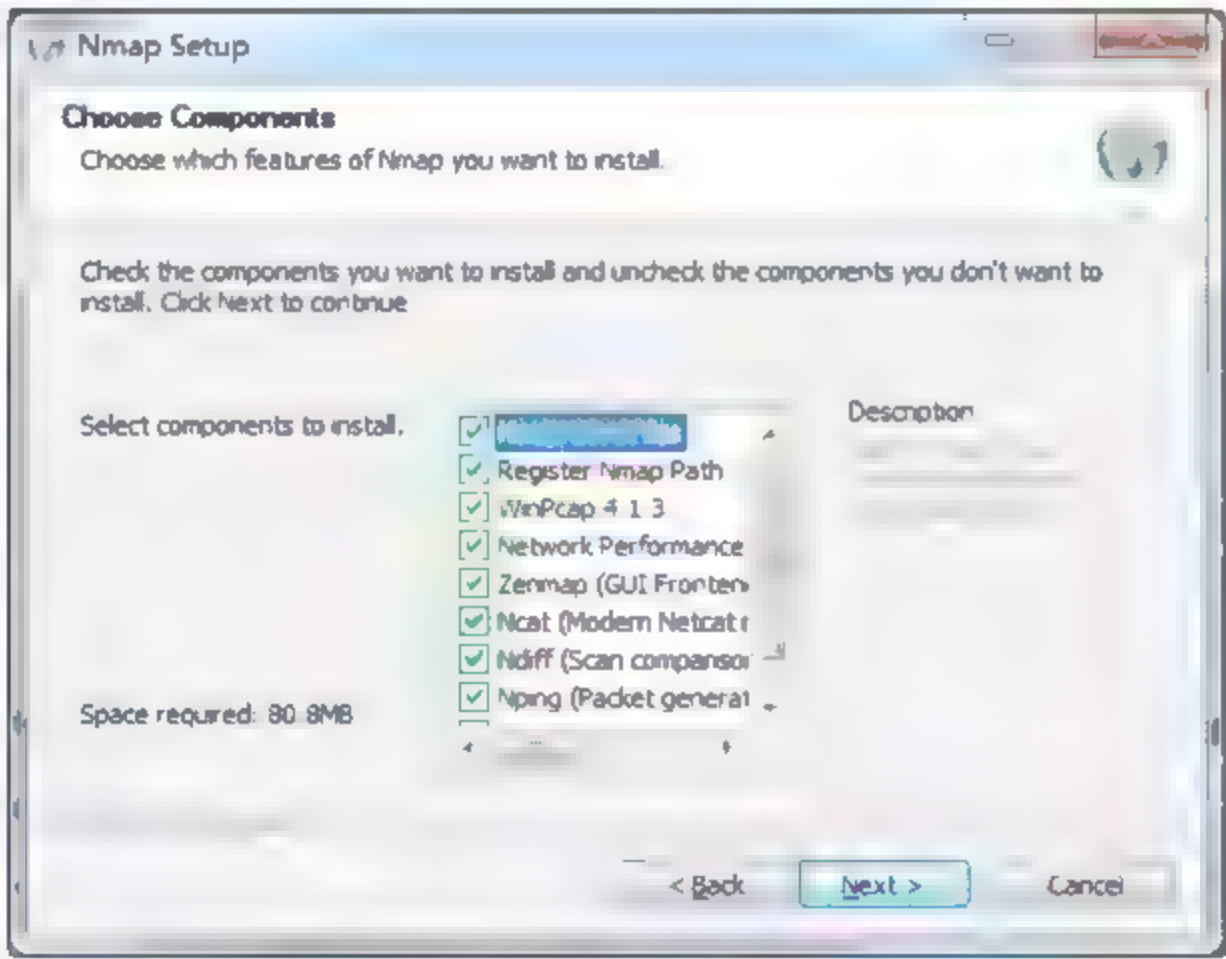 Nmap Setup
Choose Components
Choose which features of Nmap you want to install.
Check the components you want to install and uncheck the components you don't want to
install. Click Next to continue
Select components to install.
Register Nmap Path
WinPcap 4 1 3
Network Performance
Zenmap (GUI Fronten
Ncat (Modern Netcat r
Ndiff (Scan comparison
Nping (Packet generat
Description
Space required: 80 8MB
< Back
Next >
Cancel